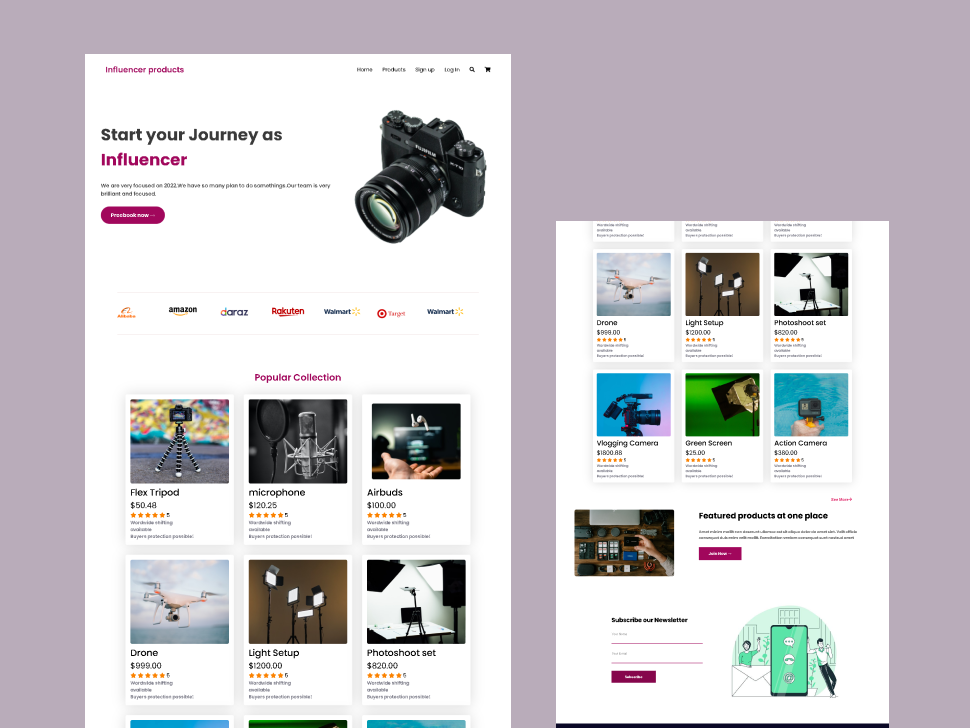 Influencer products
Home Products Sign up Log In
Start your Journey as
Influencer
We are very focused on 2022.We have so many plan to do somethings.Our team is very
brilliant and focused.
Preebook now
Alibaba amazon daraz Rakuten Walmart Target Walmart
Popular Collection
Flex Tripod
$50.48
5
Wordwide shifting
available
Buyers protection possible!
microphone
$120.25
5
Wordwide shifting
available
Buyers protection possible!
Airbuds
$100.00
5
Wordwide shifting
available
Buyers protection possible!
Drone
$999.00
5
Wordwide shifting
available
Buyers protection possible!
Light Setup
$1200.00
5
Wordwide shifting
available
Buyers protection possible!
Photoshoot set
$820.00
5
Wordwide shifting
available
Buyers protection possible!
Wordwide shifting
available
Buyers protection possible!
Wordwide shifting
available
Buyers protection possible!
Wordwide shifting
available
Buyers protection possible!
Drone
$999.00
5
Wordwide shifting
available
Buyers protection possible!
Light Setup
$1200.00
5
Wordwide shifting
available
Buyers protection possible!
Photoshoot set
$820.00
5
Wordwide shifting
available
Buyers protection possible!
Vlogging Camera
$1800.88
5
Wordwide shifting
available
Buyers protection possible!
Green Screen
$25.00
5
Wordwide shifting
available
Buyers protection possible!
Action Camera
$380.00
5
Wordwide shifting
available
Buyers protection possible!
See More
Featured products at one place
Join Now
Subscribe our Newsletter
Your Name
Your Email
Subscribe